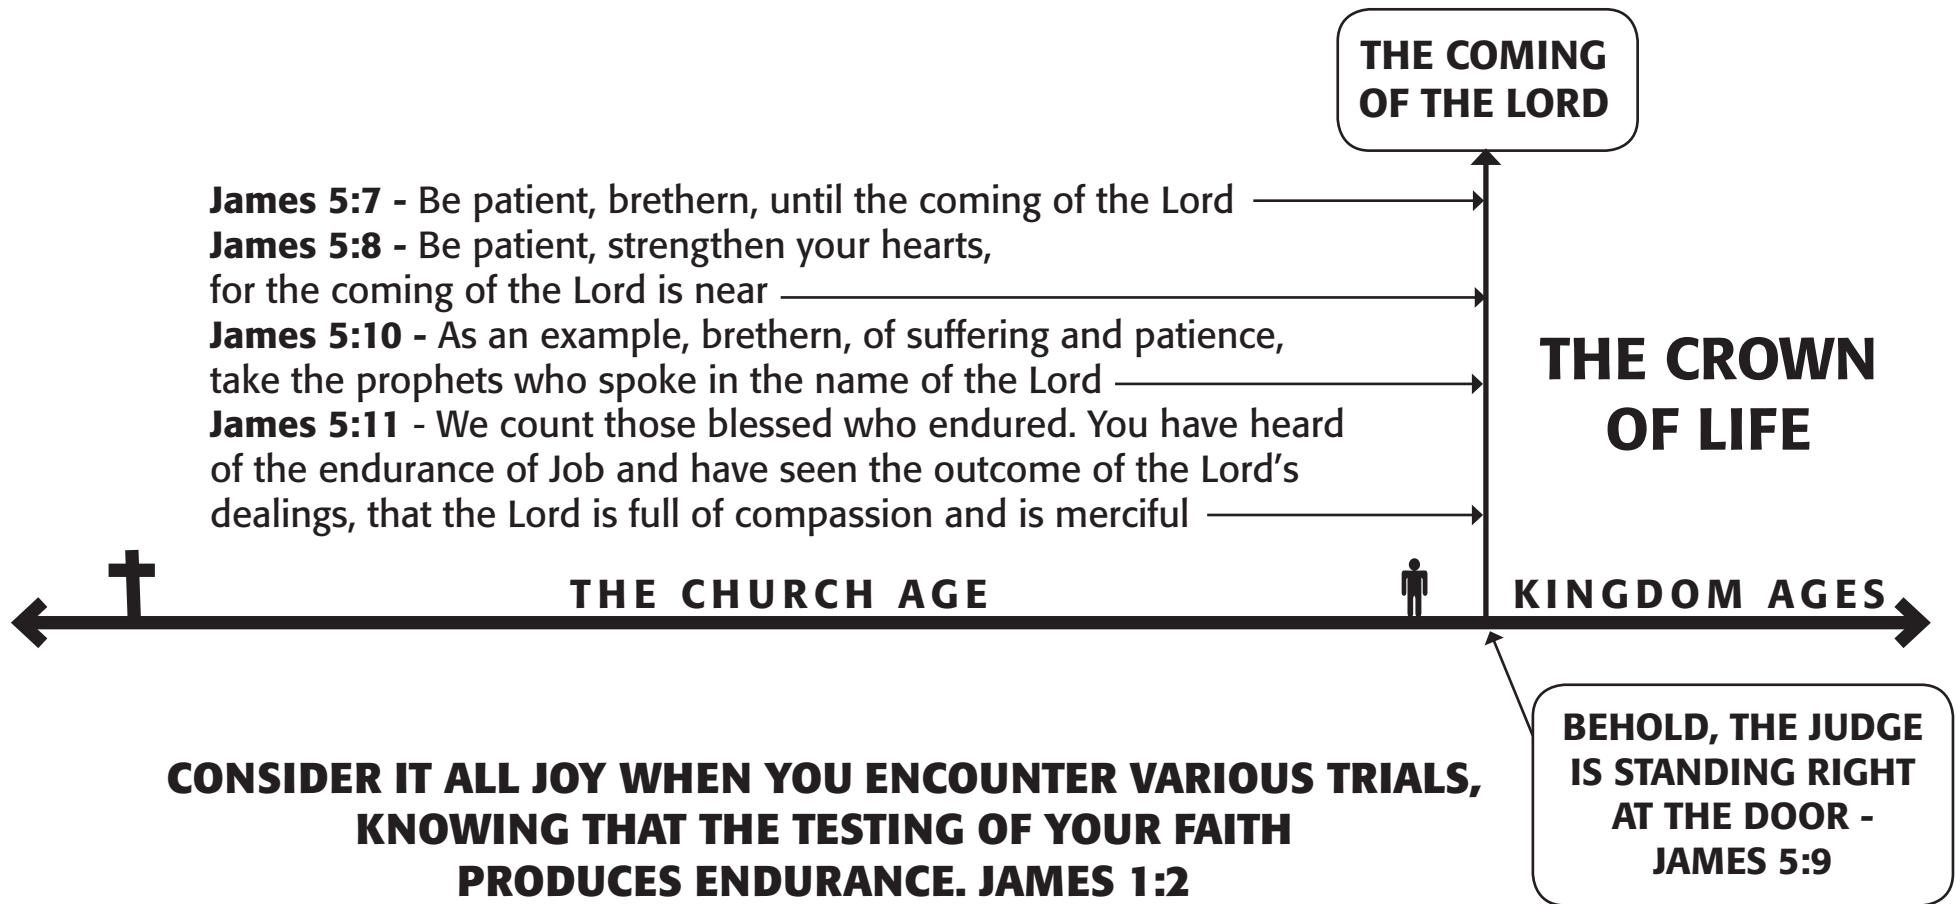 THE COMING
OF THE LORD
James 5:7 - Be patient, brethern, until the coming of the Lord
James 5:8 - Be patient, strengthen your hearts,
for the coming of the Lord is near
James 5:10 - As an example, brethern, of suffering and patience,
take the prophets who spoke in the name of the Lord
James 5:11 - We count those blessed who endured. You have heard
of the endurance of Job and have seen the outcome of the Lord's
dealings, that the Lord is full of compassion and is merciful
THE CROWN
OF LIFE
THE CHURCH AGE
KINGDOM AGES
CONSIDER IT ALL JOY WHEN YOU ENCOUNTER VARIOUS TRIALS,
KNOWING THAT THE TESTING OF YOUR FAITH
PRODUCES ENDURANCE. JAMES 1:2
BEHOLD, THE JUDGE
IS STANDING RIGHT
AT THE DOOR -
JAMES 5:9